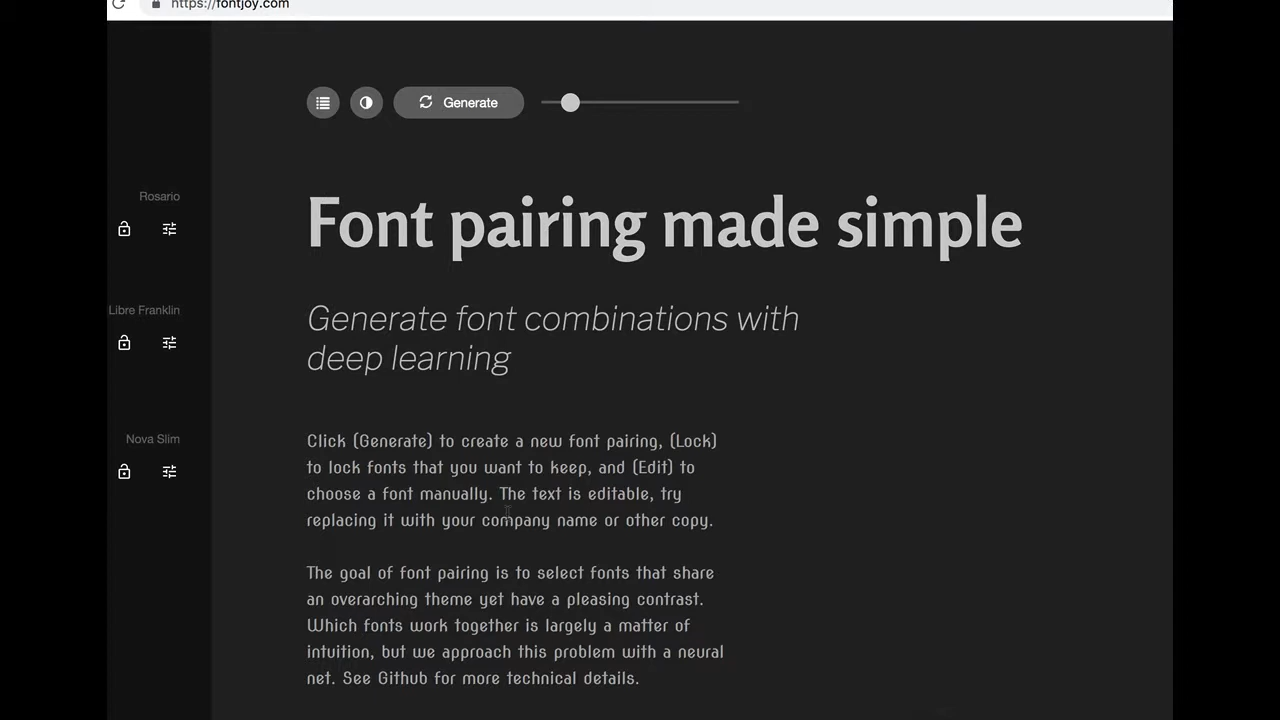 https://fontjoy.com
Generate
Rosario
Font pairing made simple
Libre Franklin
Generate font combinations with
deep learning
Nova Slim
Click (Generate) to create a new font pairing, (Lock)
to lock fonts that you want to keep, and (Edit) to
choose a font manually. The text is editable, try
replacing it with your company name or other copy.
The goal of font pairing is to select fonts that share
an overarching theme yet have a pleasing contrast.
Which fonts work together is largely a matter of
intuition, but we approach this problem with a neural
net. See Github for more technical details.